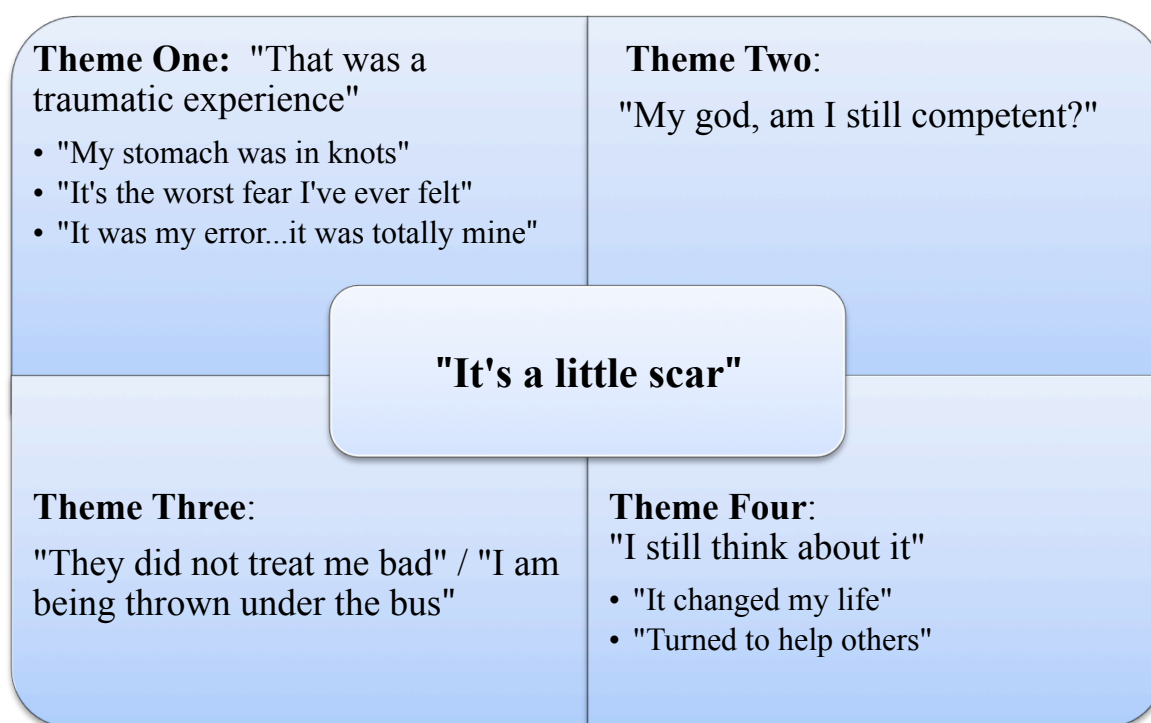 Theme One: "That was a
traumatic experience"
• "My stomach was in knots"
• "It's the worst fear I've ever felt"
• "It was my error...it was totally mine"
Theme Two:
"My god, am I still competent?"
"It's a little scar"
Theme Three:
"They did not treat me bad" / "I am
being thrown under the bus"
Theme Four:
"I still think about it"
• "It changed my life"
• "Turned to help others"